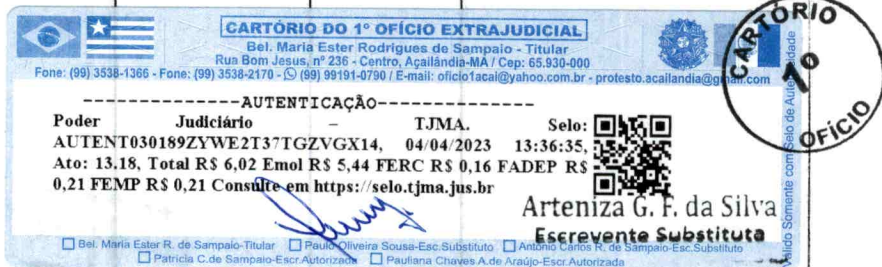 CARTÓRIO DO 1º OFÍCIO EXTRAJUDICIAL
Bel. Maria Ester Rodrigues de Sampaio - Titular
Rua Bom Jesus, nº 236 - Centro, Açailândia-MA / Cep: 65.930-000
Fone: (99) 3538-1366 - Fone: (99) 3538-2170 - (99) 99191-0790 / E-mail: oficio1acai@yahoo.com.br - protesto.acailandia@gmail.com
---------------AUTENTICAÇÃO---------------
Poder Judiciário – TJMA. Selo:
AUTENT030189ZYWE2T37TGZVGX14, 04/04/2023 13:36:35,
Ato: 13.18, Total R$ 6,02 Emol R$ 5,44 FERC R$ 0,16 FADEP R$
0,21 FEMP R$ 0,21 Consulte em https://selo.tjma.jus.br
Arteniza G. F. da Silva
Escrevente Substituta
Bel. Maria Ester R. de Sampaio-Titular Paulo Oliveira Sousa-Esc.Substituto Antônio Carlos R. de Sampaio-Esc.Substituto
Patricia C.de Sampaio-Escr.Autorizada Pauliana Chaves A.de Araújo-Escr.Autorizada
Válido Somente com Selo de Autenticidade
CARTÓRIO
1º
OFÍCIO